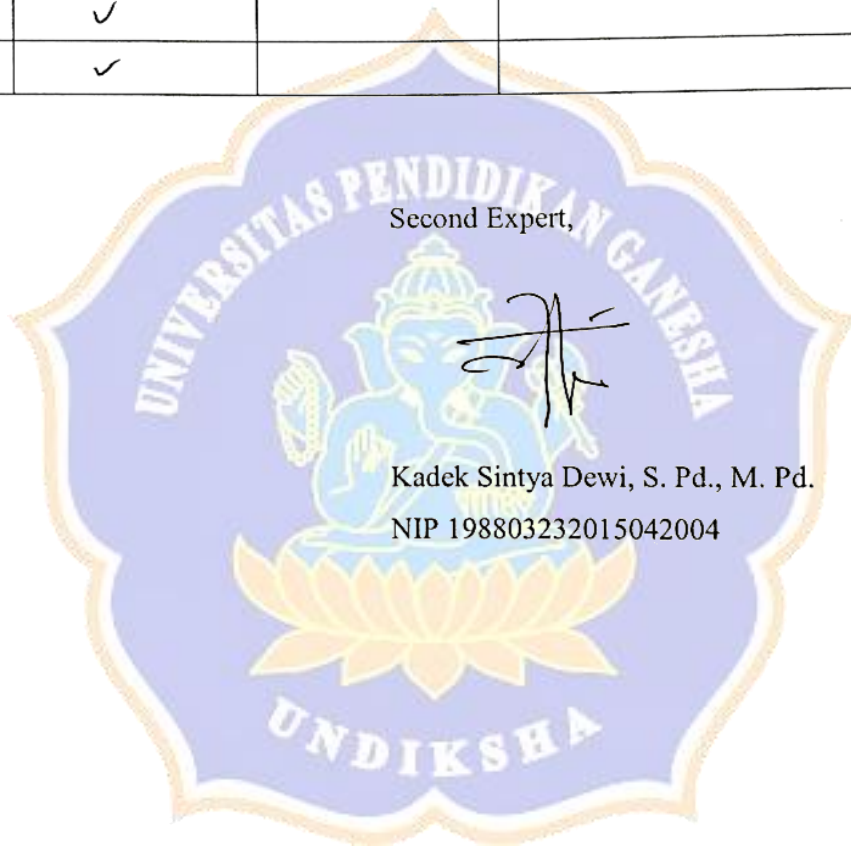 ✓
✓
UNIVERSITAS PENDIDIKAN GANESHA
Second Expert,
Kadek Sintya Dewi, S. Pd., M. Pd.
NIP 198803232015042004
UNDIKSHA